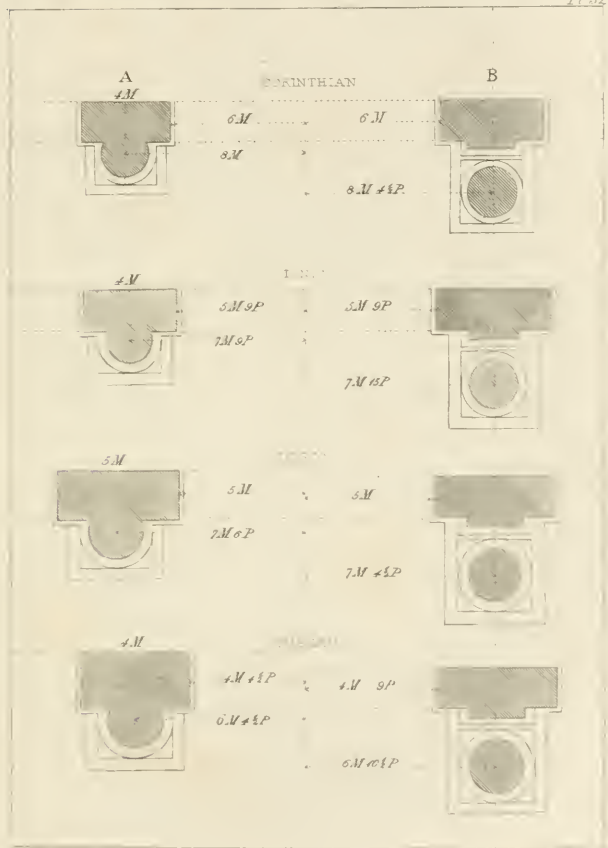 A B
CORINTHIAN
4M
6M 6M
8M
8M 4½P.
4M
5M 9P 5M 9P
7M 9P
7M 15P
5M
5M 5M
7M 6P
7M 4½P
4M
4M 4½P 4M 9P
6M 4½P
6M 10½P